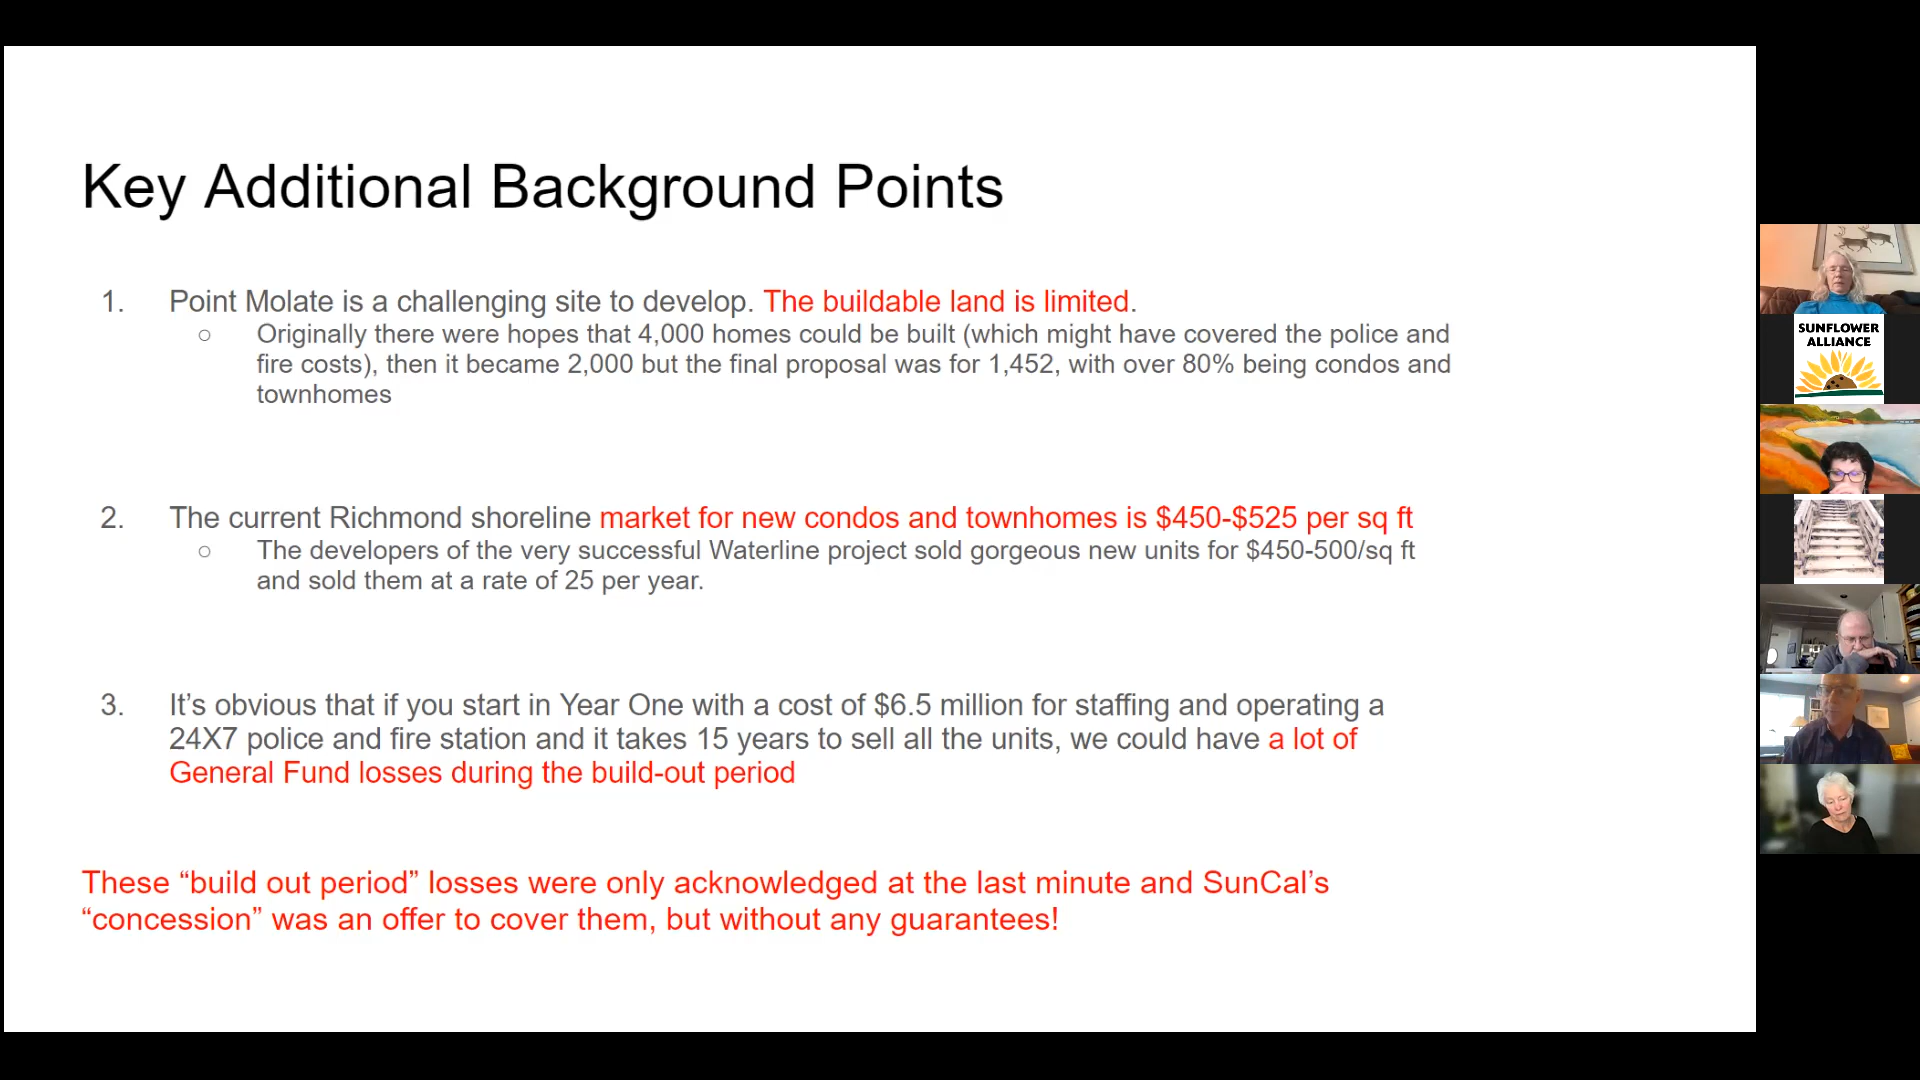 Key Additional Background Points
1. Point Molate is a challenging site to develop. The buildable land is limited.
○ Originally there were hopes that 4,000 homes could be built (which might have covered the police and
fire costs), then it became 2,000 but the final proposal was for 1,452, with over 80% being condos and
townhomes
2. The current Richmond shoreline market for new condos and townhomes is $450-$525 per sq ft
○ The developers of the very successful Waterline project sold gorgeous new units for $450-500/sq ft
and sold them at a rate of 25 per year.
3. It’s obvious that if you start in Year One with a cost of $6.5 million for staffing and operating a
24X7 police and fire station and it takes 15 years to sell all the units, we could have a lot of
General Fund losses during the build-out period
These “build out period” losses were only acknowledged at the last minute and SunCal’s
“concession” was an offer to cover them, but without any guarantees!
SUNFLOWER
ALLIANCE